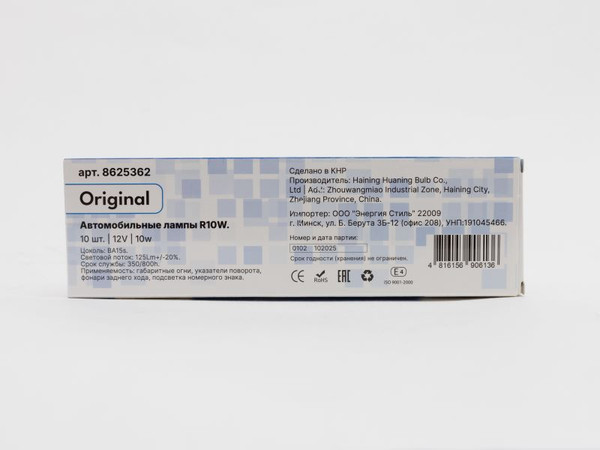 арт. 8625362
Original
Автомобильные лампы R10W.
10 шт. | 12V | 10w
Цоколь: BA15s.
Световой поток: 125Lm+/-20%.
Срок службы: 350/800h.
Применяемость: габаритные огни, указатели поворота,
фонари заднего хода, подсветка номерного знака.
Сделано в КНР
Производитель: Haining Huaning Bulb Co.,
Ltd | Ad.: Zhouwangmiao Industrial Zone, Haining City,
Zhejiang Province, China.
Импортер: ООО "Энергия Стиль" 22009
г. Минск, ул. Б. Берута 3Б-12 (офис 208), УНП:191045466.
Номер и дата партии:
0102 102025
Срок годности (хранения) не ограничен.
CE RoHS EAC E4
ISO 9001-2000
4 816156 906136